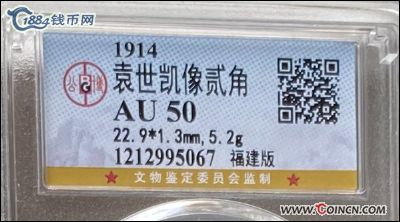 1884钱币网
1914
公 G 博
袁世凯像贰角
AU 50
22.9*1.3mm,5.2g
1212995067 福建版
★ 文物鉴定委员会监制 ★
www.COINCN.com